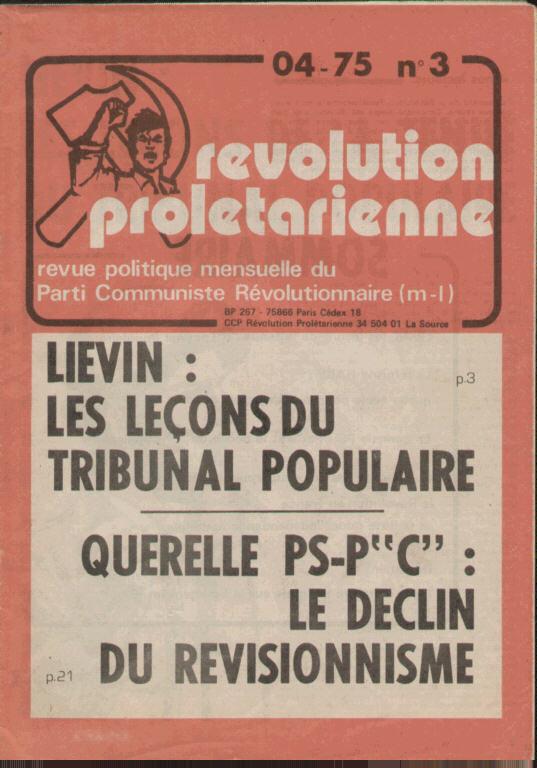 04-75 n°3
revolution
proletarienne
revue politique mensuelle du
Parti Communiste Révolutionnaire (m-l)
BP 267 - 75866 Paris Cédex 18
CCP Révolution Prolétarienne 34 504 01 La Source
LIEVIN :
p.3
LES LEÇONS DU
TRIBUNAL POPULAIRE
QUERELLE PS-P"C" :
LE DECLIN
DU REVISIONNISME
p.21